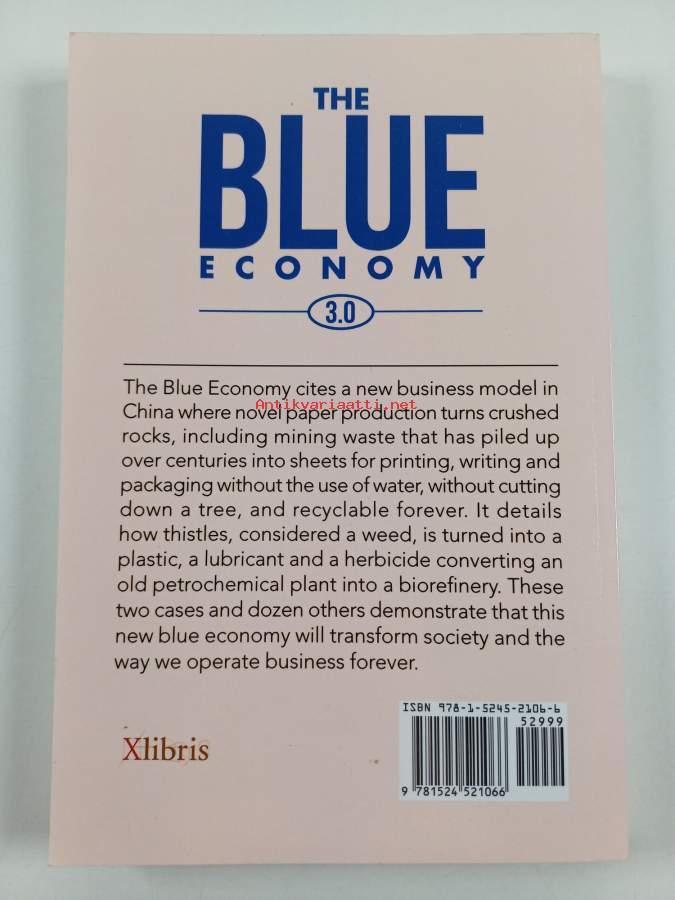 THE
BLUE
ECONOMY
3.0
The Blue Economy cites a new business model in
China where novel paper production turns crushed
Antikvariaatti.net
rocks, including mining waste that has piled up
over centuries into sheets for printing, writing and
packaging without the use of water, without cutting
down a tree, and recyclable forever. It details
how thistles, considered a weed, is turned into a
plastic, a lubricant and a herbicide converting an
old petrochemical plant into a biorefinery. These
two cases and dozen others demonstrate that this
new blue economy will transform society and the
way we operate business forever.
ISBN 978-1-5245-2106-6
52999
Xlibris
9 781524 521066